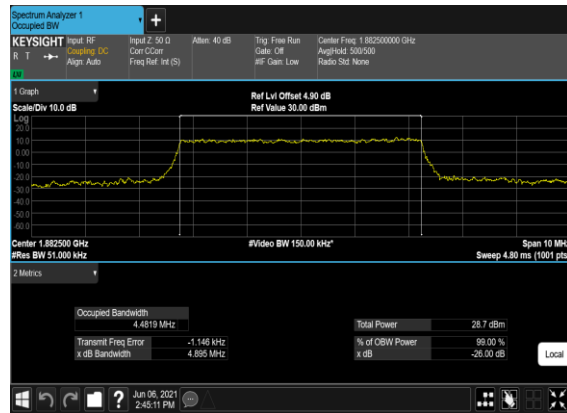 Spectrum Analyzer 1
Occupied BW
KEYSIGHT
R T
LW
Input: RF
Coupling: DC
Align: Auto
Input Z: 50 Ω
Corr CCorr
Freq Ref: Int (S)
Atten: 40 dB
Trig: Free Run
Gate: Off
#IF Gain: Low
Center Freq: 1.882500000 GHz
Avg|Hold: 500/500
Radio Std: None
1 Graph
Scale/Div 10.0 dB
Ref Lvl Offset 4.90 dB
Ref Value 30.00 dBm
Log
20.0
10.0
0.00
-10.0
-20.0
-30.0
-40.0
-50.0
-60.0
Center 1.882500 GHz
#Res BW 51.000 kHz
#Video BW 150.00 kHz*
Span 10 MHz
Sweep 4.80 ms (1001 pts
2 Metrics
Occupied Bandwidth
4.4819 MHz
Transmit Freq Error -1.146 kHz
x dB Bandwidth 4.895 MHz
Total Power 28.7 dBm
% of OBW Power 99.00 %
x dB -26.00 dB
Local
?
Jun 06, 2021
2:45:11 PM